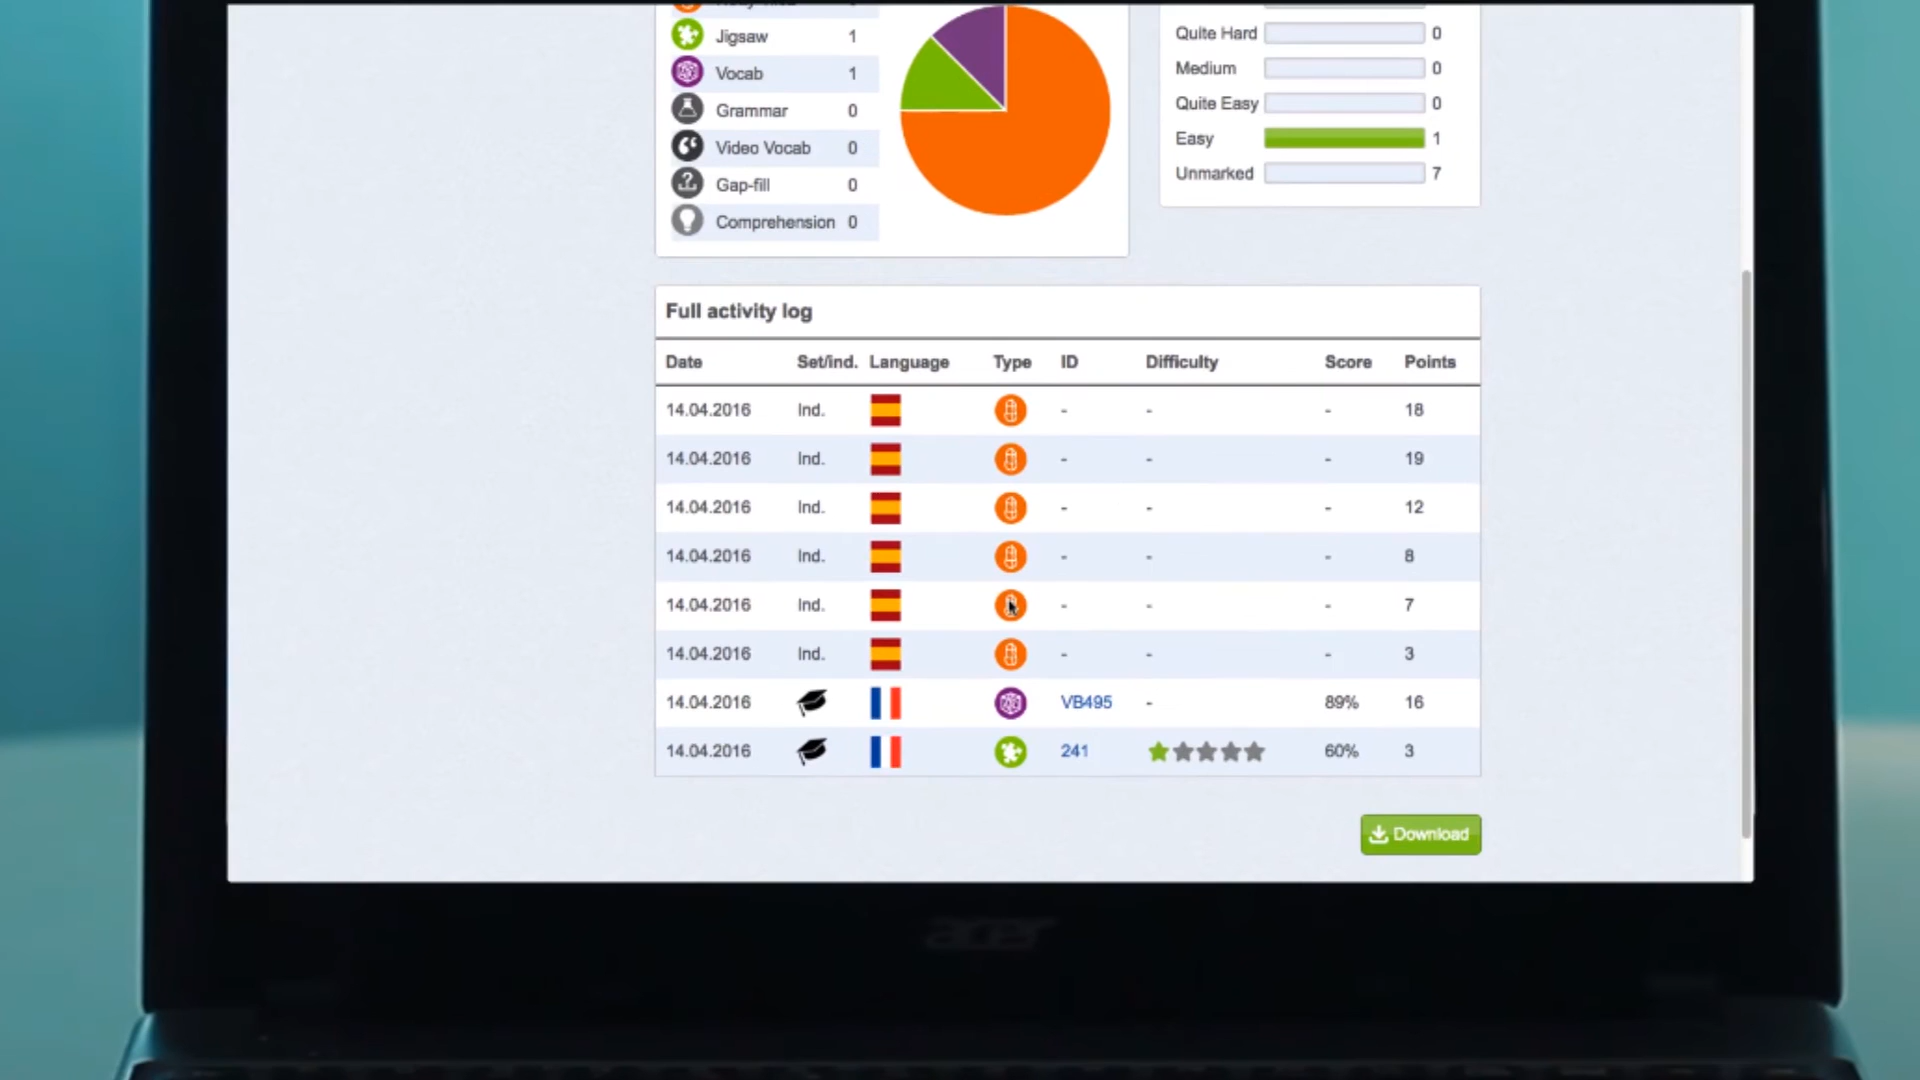 Jigsaw 1
Vocab 1
Grammar 0
Video Vocab 0
Gap-fill 0
Comprehension 0
Quite Hard 0
Medium 0
Quite Easy 0
Easy 1
Unmarked 7
Full activity log
Date Set/ind. Language Type ID Difficulty Score Points
14.04.2016 Ind. - - - 18
14.04.2016 Ind. - - - 19
14.04.2016 Ind. - - - 12
14.04.2016 Ind. - - - 8
14.04.2016 Ind. - - - 7
14.04.2016 Ind. - - - 3
14.04.2016 VB495 - 89% 16
14.04.2016 241 60% 3
Download
acer